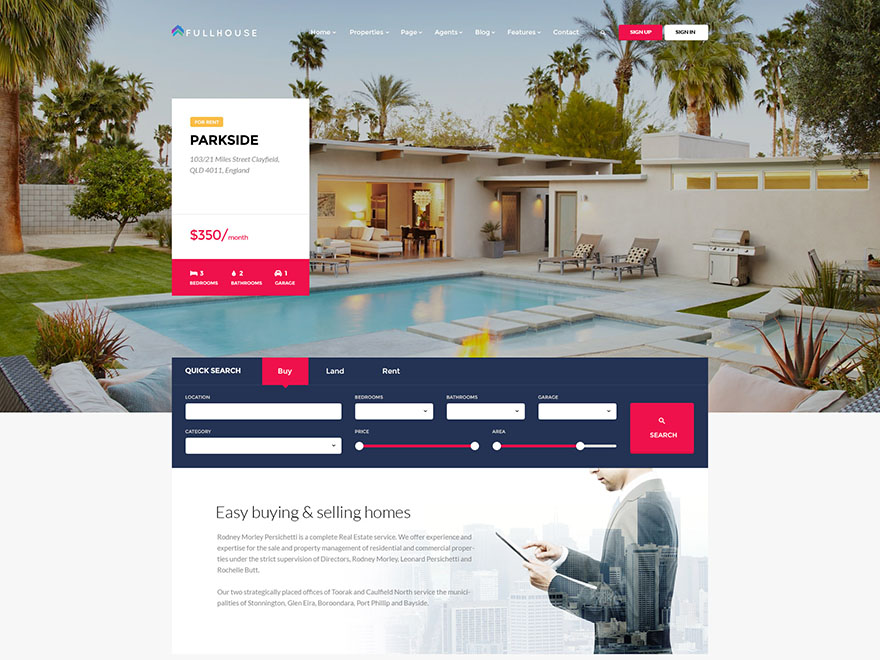 FULLHOUSE
Home Properties Page Agents Blog Features Contact SIGN UP SIGN IN
FOR RENT
PARKSIDE
103/21 Miles Street Clayfield,
QLD 4011, England
$350/month
3 2 1
BEDROOMS BATHROOMS GARAGE
QUICK SEARCH Buy Land Rent
LOCATION BEDROOMS BATHROOMS GARAGE
CATEGORY PRICE AREA
SEARCH
Easy buying & selling homes
Rodney Morley Persichetti is a complete Real Estate service. We offer experience and
expertise for the sale and property management of residential and commercial proper-
ties under the strict supervision of Directors, Rodney Morley, Leonard Persichetti and
Rochelle Butt.
Our two strategically placed offices of Toorak and Caulfield North service the munici-
palities of Stonnington, Glen Eira, Boroondara, Port Phillip and Bayside.